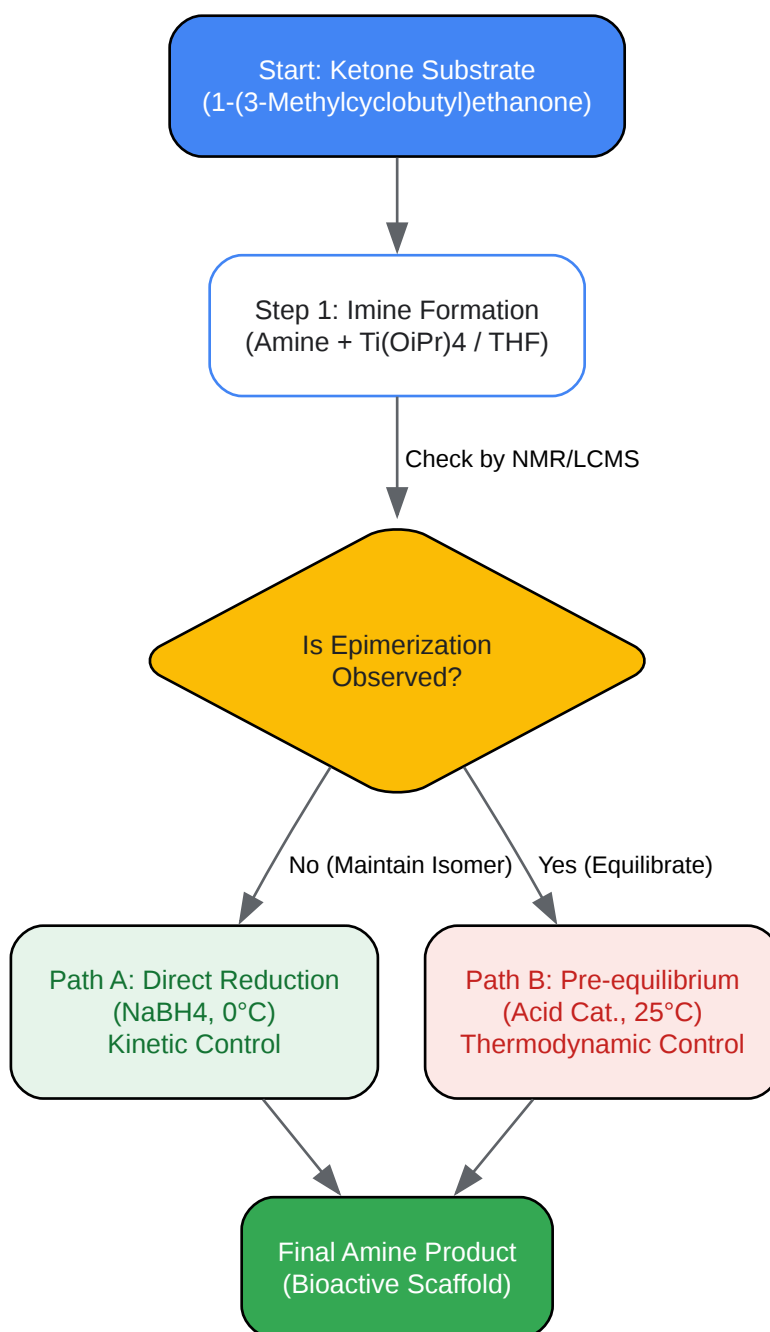 Start: Ketone Substrate
(1-(3-Methylcyclobutyl)ethanone)
Step 1: Imine Formation
(Amine + Ti(OiPr)4 / THF)
Check by NMR/LCMS
Is Epimerization
Observed?
No (Maintain Isomer)
Yes (Equilibrate)
Path A: Direct Reduction
(NaBH4, 0°C)
Kinetic Control
Path B: Pre-equilibrium
(Acid Cat., 25°C)
Thermodynamic Control
Final Amine Product
(Bioactive Scaffold)